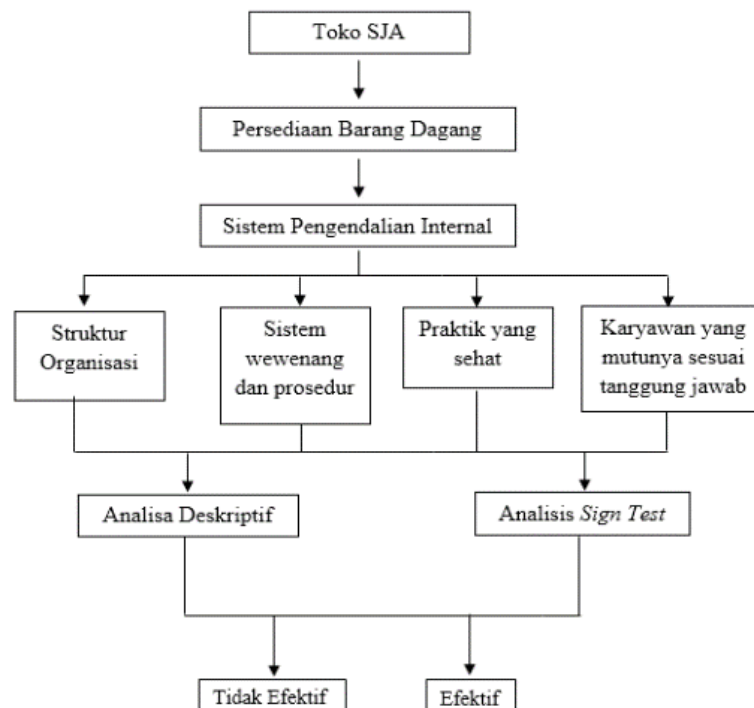 Toko SJA
Persediaan Barang Dagang
Sistem Pengendalian Internal
Struktur
Organisasi
Sistem
wewenang
dan prosedur
Praktik yang
sehat
Karyawan yang
mutunya sesuai
tanggung jawab
Analisa Deskriptif
Analisis Sign Test
Tidak Efektif
Efektif